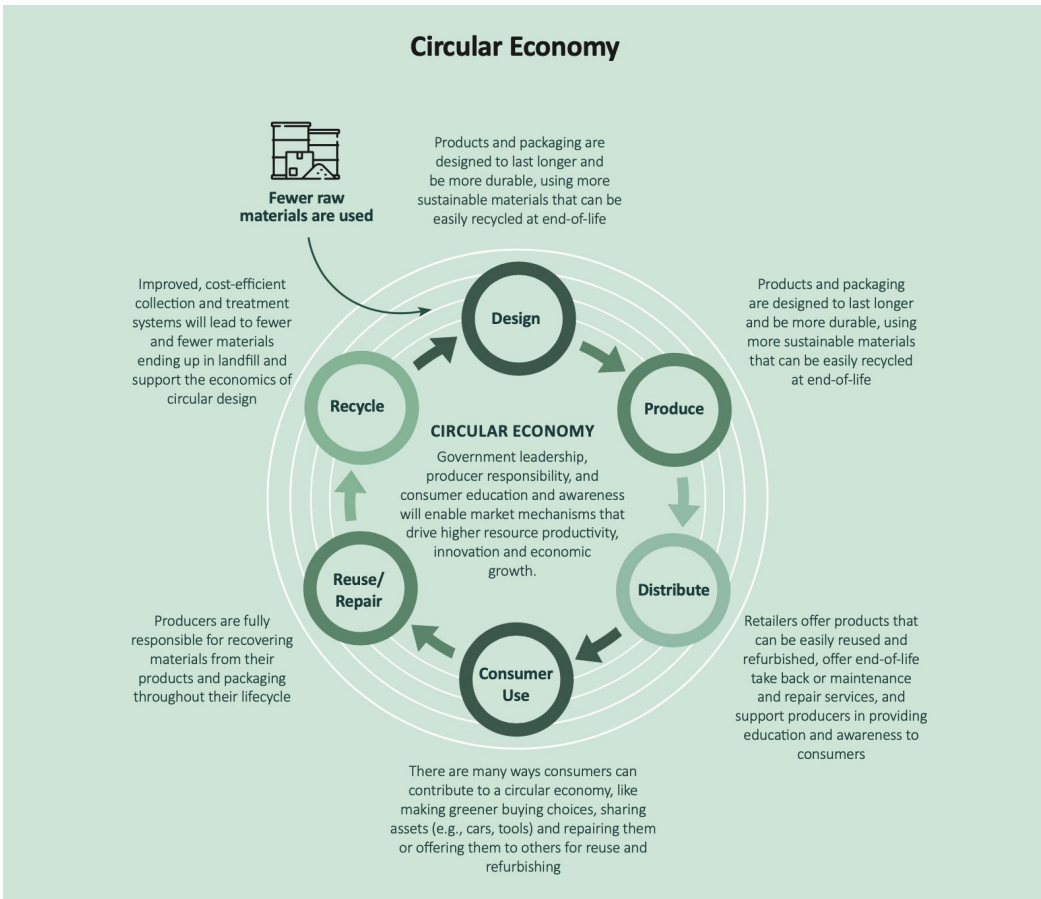 Circular Economy
Fewer raw
materials are used
Products and packaging are
designed to last longer and
be more durable, using more
sustainable materials that can be
easily recycled at end-of-life
Improved, cost-efficient
collection and treatment
systems will lead to fewer
and fewer materials
ending up in landfill and
support the economics of
circular design
Design
Products and packaging
are designed to last longer
and be more durable, using
more sustainable materials
that can be easily recycled
at end-of-life
Recycle
Produce
CIRCULAR ECONOMY
Government leadership,
producer responsibility, and
consumer education and awareness
will enable market mechanisms that
drive higher resource productivity,
innovation and economic
growth.
Reuse/
Repair
Distribute
Producers are fully
responsible for recovering
materials from their
products and packaging
throughout their lifecycle
Consumer
Use
Retailers offer products that
can be easily reused and
refurbished, offer end-of-life
take back or maintenance
and repair services, and
support producers in providing
education and awareness to
consumers
There are many ways consumers can
contribute to a circular economy, like
making greener buying choices, sharing
assets (e.g., cars, tools) and repairing them
or offering them to others for reuse and
refurbishing